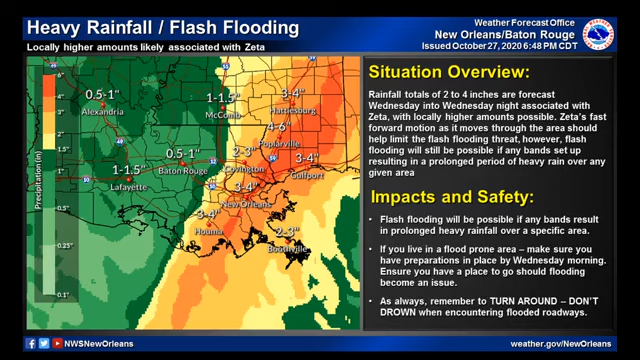 Heavy Rainfall / Flash Flooding
Locally higher amounts likely associated with Zeta
Weather Forecast Office
New Orleans/Baton Rouge
Issued October 27, 2020 6:48 PM CDT
Situation Overview:
Rainfall totals of 2 to 4 inches are forecast
Wednesday into Wednesday night associated with
Zeta, with locally higher amounts possible. Zeta's fast
forward motion as it moves through the area should
help limit the flash flooding threat, however, flash
flooding will still be possible if any bands set up
resulting in a prolonged period of heavy rain over any
given area
Impacts and Safety:
• Flash flooding will be possible if any bands result
in prolonged heavy rainfall over a specific area.
• If you live in a flood prone area – make sure you
have preparations in place by Wednesday morning.
Ensure you have a place to go should flooding
become an issue.
• As always, remember to TURN AROUND – DON'T
DROWN when encountering flooded roadways.
Precipitation (in)
6"
4"
3"
2"
1.5"
1"
0.5"
0.25"
0.1"
0.5-1"
Alexandria
1-1.5"
McComb
3-4"
Hattiesburg
4-6"
Poplarville
0.5-1"
Baton Rouge
2-3"
Covington
3-4"
Gulfport
1-1.5"
Lafayette
3-4"
New Orleans
3-4"
Houma
2-3"
Boothville
NWSNewOrleans
weather.gov/NewOrleans